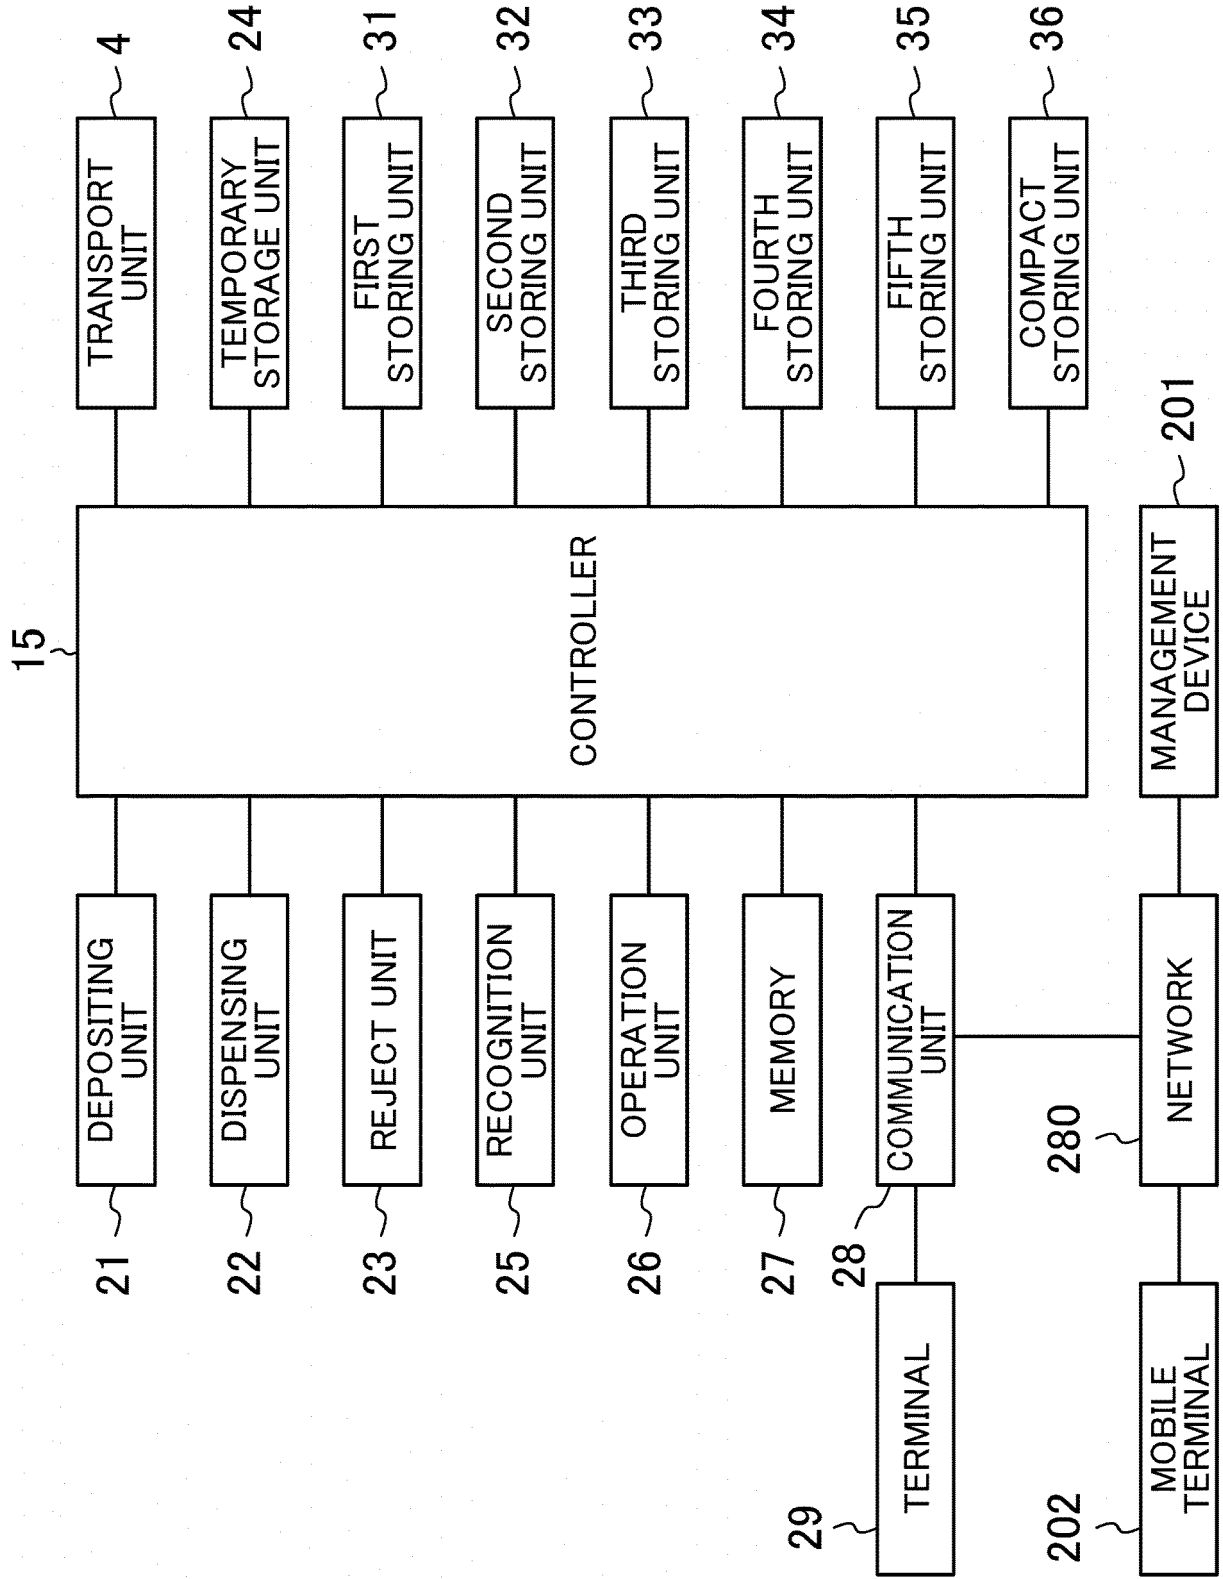 15
CONTROLLER
21
DEPOSITING
UNIT
22
DISPENSING
UNIT
23
REJECT UNIT
25
RECOGNITION
UNIT
26
OPERATION
UNIT
27
MEMORY
28
COMMUNICATION
UNIT
29
TERMINAL
4
TRANSPORT
UNIT
24
TEMPORARY
STORAGE UNIT
31
FIRST
STORING UNIT
32
SECOND
STORING UNIT
33
THIRD
STORING UNIT
34
FOURTH
STORING UNIT
35
FIFTH
STORING UNIT
36
COMPACT
STORING UNIT
202
MOBILE
TERMINAL
280
NETWORK
201
MANAGEMENT
DEVICE